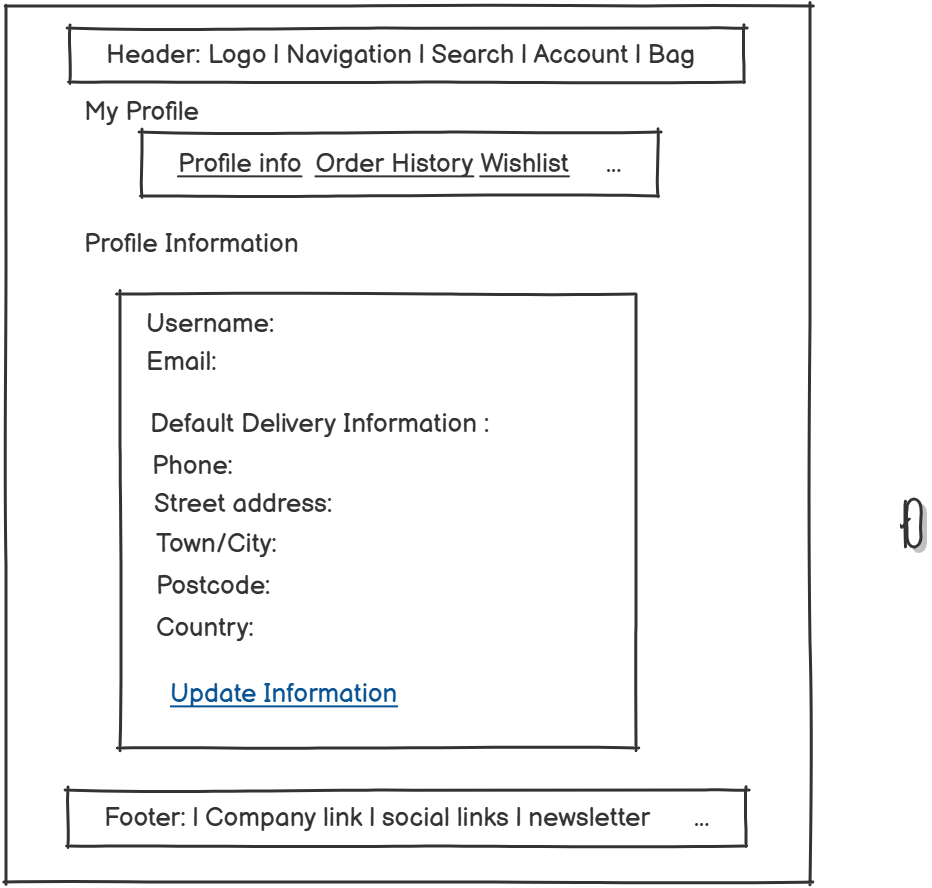 Header: Logo | Navigation | Search | Account | Bag
My Profile
Profile info Order History Wishlist ...
Profile Information
Username:
Email:
Default Delivery Information :
Phone:
Street address:
Town/City:
Postcode:
Country:
Update Information
Footer: | Company link | social links | newsletter ...